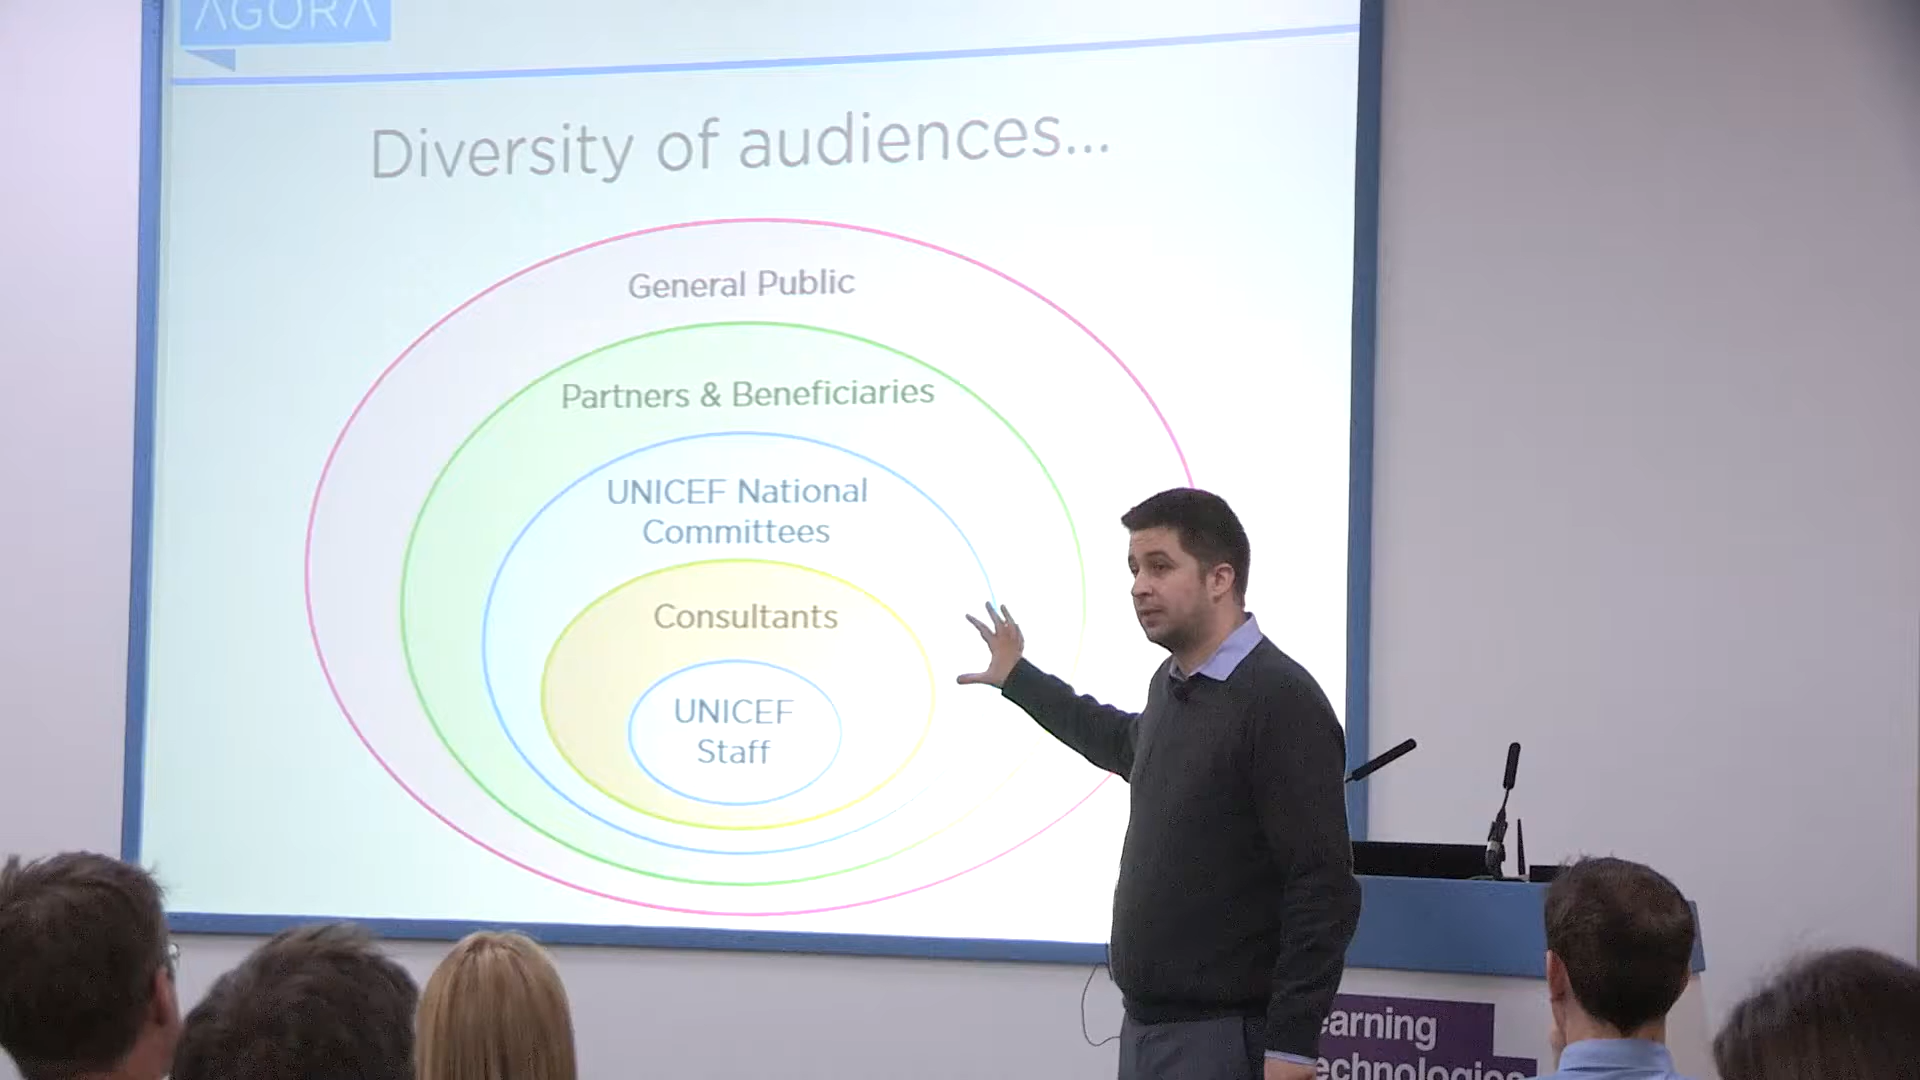 AGORA
Diversity of audiences...
General Public
Partners & Beneficiaries
UNICEF National
Committees
Consultants
UNICEF
Staff
earning
echnologies